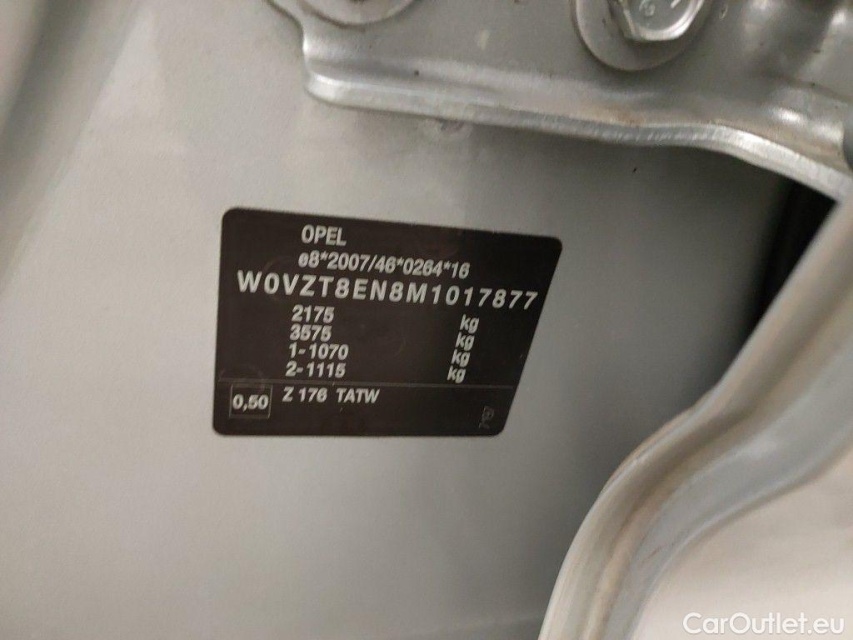 OPEL
e8*2007/46*0264*16
W0VZT8EN8M1017877
2175 kg
3575 kg
1-1070 kg
2-1115 kg
0,50 Z 176 TATW
CarOutlet.eu